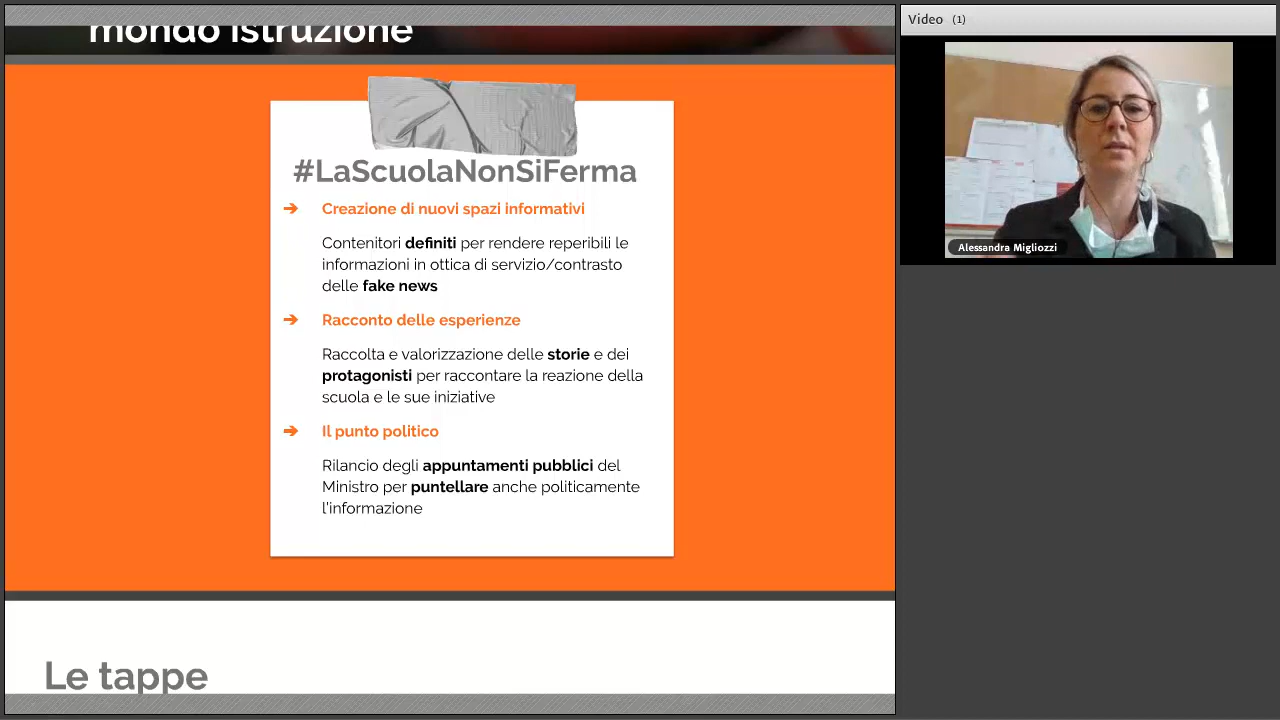 mondo istruzione
#LaScuolaNonSiFerma
➔ Creazione di nuovi spazi informativi
Contenitori definiti per rendere reperibili le
informazioni in ottica di servizio/contrasto
delle fake news
➔ Racconto delle esperienze
Raccolta e valorizzazione delle storie e dei
protagonisti per raccontare la reazione della
scuola e le sue iniziative
➔ Il punto politico
Rilancio degli appuntamenti pubblici del
Ministro per puntellare anche politicamente
l'informazione
Le tappe
Video (1)
Alessandra Migliozzi